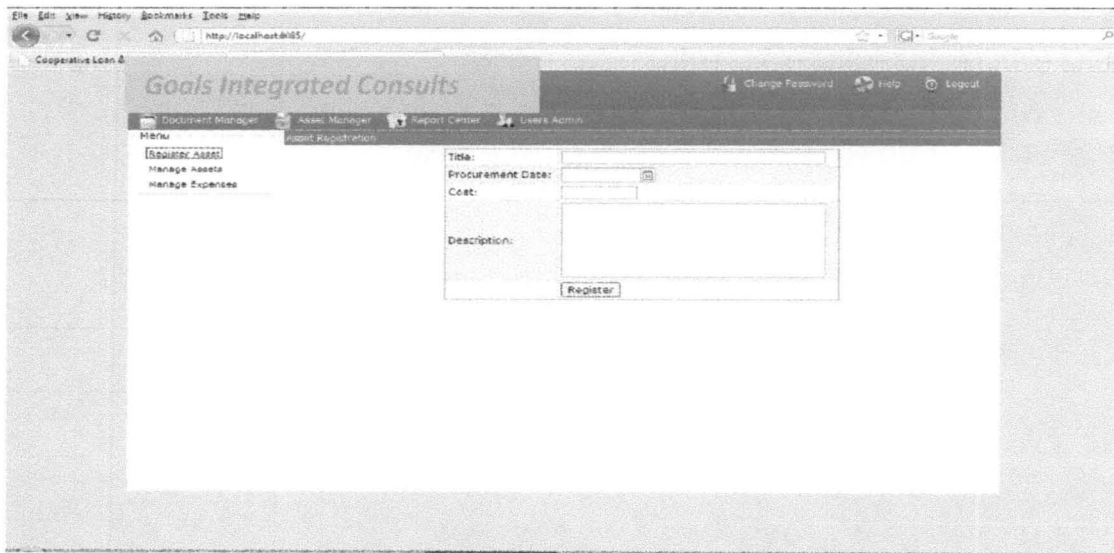 File Edit View History Bookmarks Tools Help
http://localhost:8085/
Google
Cooperative Loan &
Goals Integrated Consults
Change Password Help Logout
Document Manager Asset Manager Report Center Users Admin
Menu
Asset Registration
Register Asset
Manage Assets
Manage Expenses
Title:
Procurement Date:
Cost:
Description:
Register